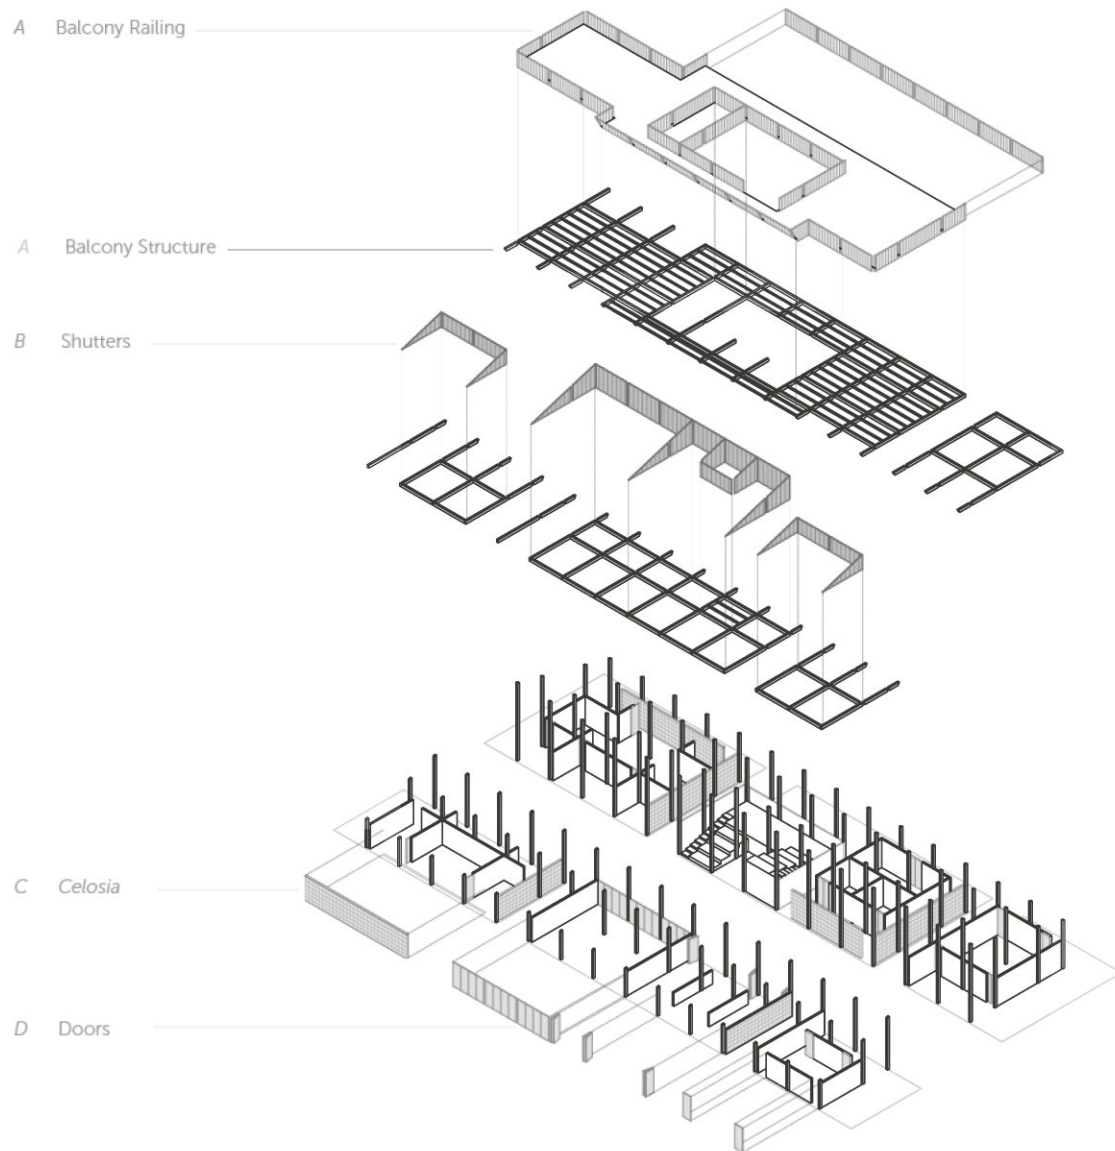 A Balcony Railing
A Balcony Structure
B Shutters
C Celosia
D Doors